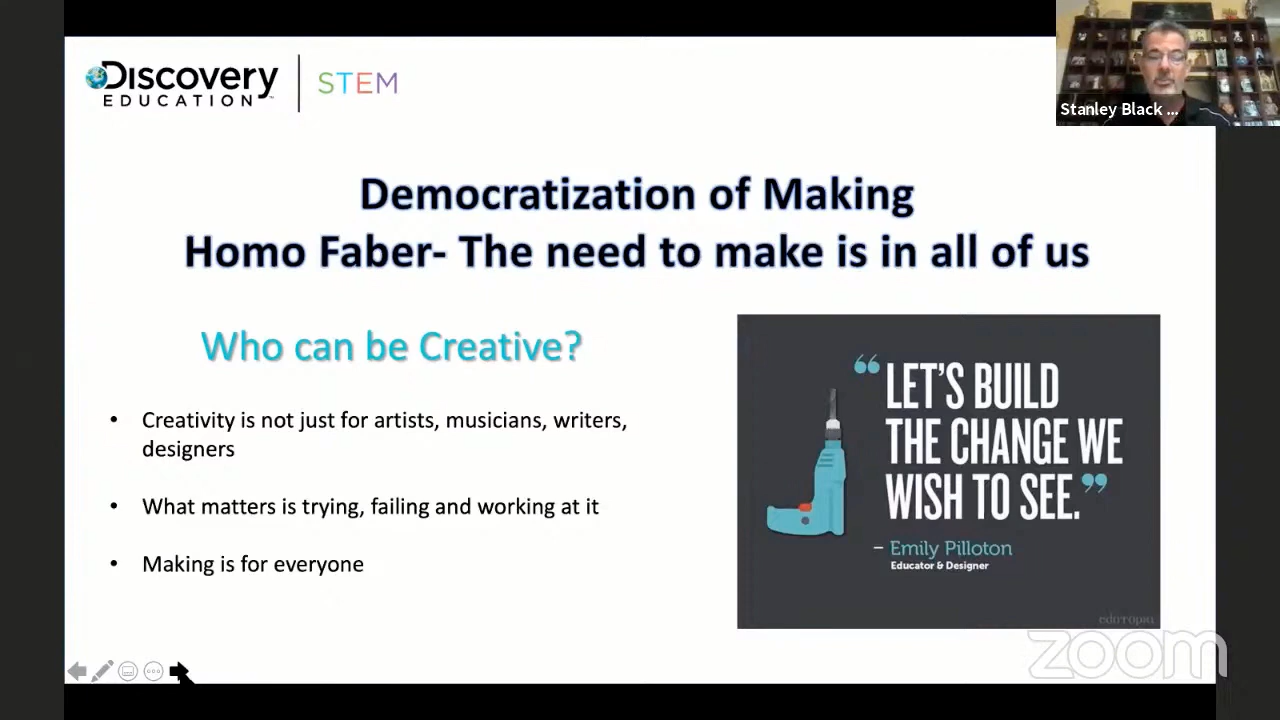 Discovery
EDUCATION
STEM
Stanley Black ...
Democratization of Making
Homo Faber- The need to make is in all of us
Who can be Creative?
• Creativity is not just for artists, musicians, writers,
designers
• What matters is trying, failing and working at it
• Making is for everyone
“LET'S BUILD
THE CHANGE WE
WISH TO SEE.”
– Emily Pilloton
Educator & Designer
edutopia
zoom